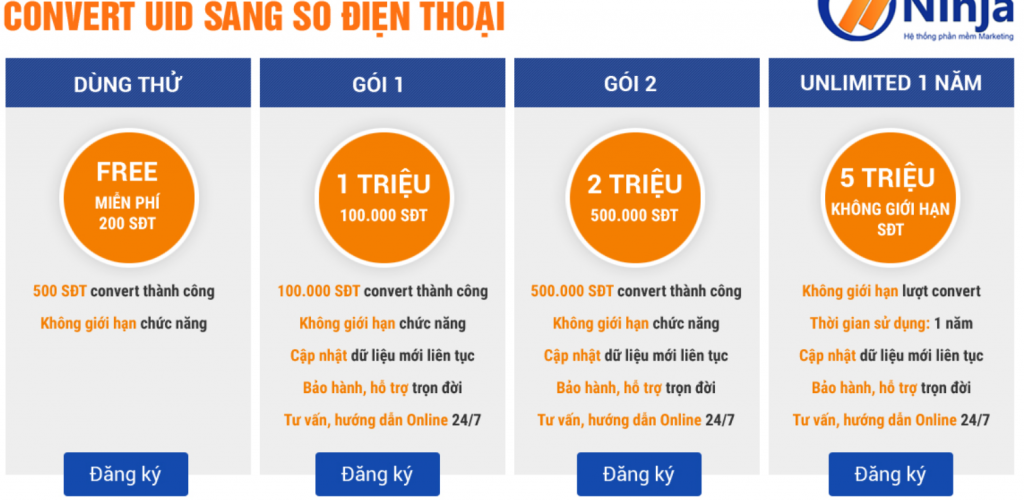 CONVERT UID SANG SỐ ĐIỆN THOẠI
Ninja
Hệ thống phần mềm Marketing
DÙNG THỬ
FREE
MIỄN PHÍ
200 SĐT
500 SĐT convert thành công
Không giới hạn chức năng
Đăng ký
GÓI 1
1 TRIỆU
100.000 SĐT
100.000 SĐT convert thành công
Không giới hạn chức năng
Cập nhật dữ liệu mới liên tục
Bảo hành, hỗ trợ trọn đời
Tư vấn, hướng dẫn Online 24/7
Đăng ký
GÓI 2
2 TRIỆU
500.000 SĐT
500.000 SĐT convert thành công
Không giới hạn chức năng
Cập nhật dữ liệu mới liên tục
Bảo hành, hỗ trợ trọn đời
Tư vấn, hướng dẫn Online 24/7
Đăng ký
UNLIMITED 1 NĂM
5 TRIỆU
KHÔNG GIỚI HẠN
SĐT
Không giới hạn lượt convert
Thời gian sử dụng: 1 năm
Cập nhật dữ liệu mới liên tục
Bảo hành, hỗ trợ trọn đời
Tư vấn, hướng dẫn Online 24/7
Đăng ký